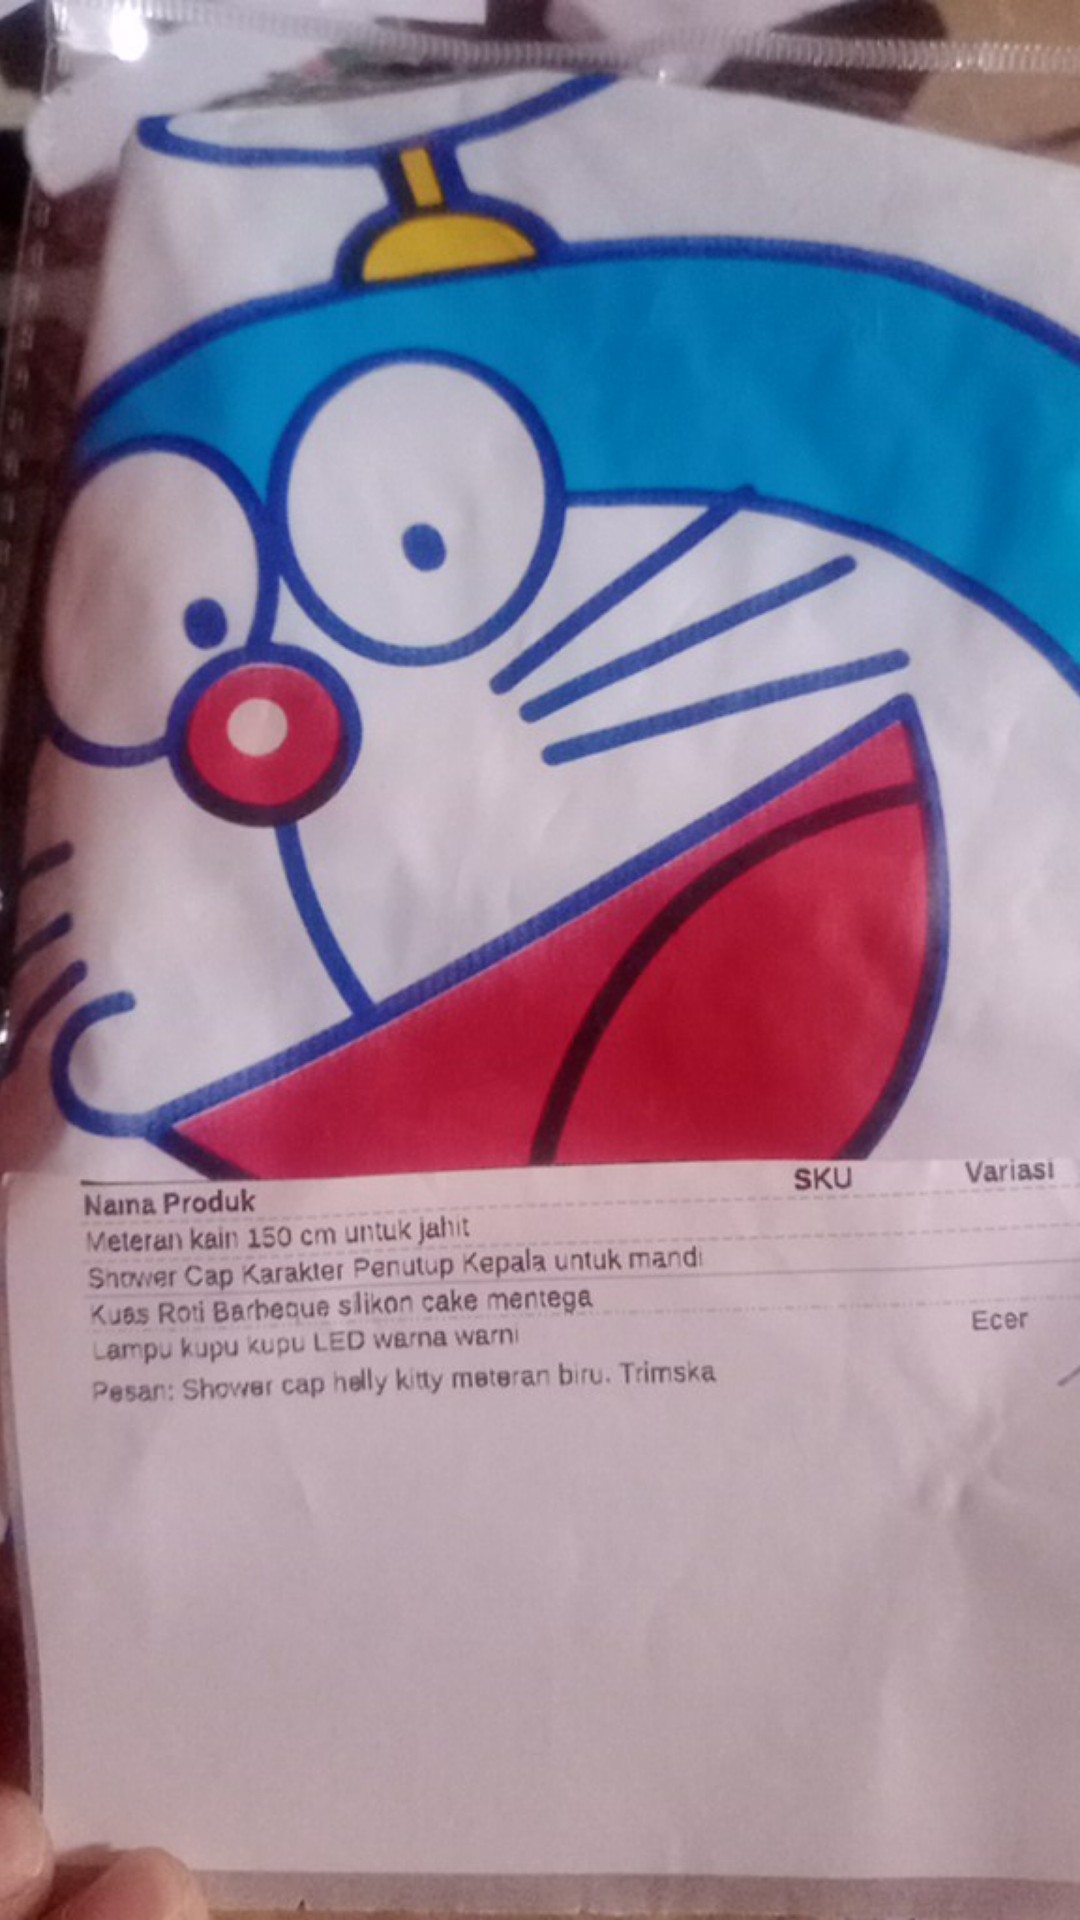 Nama Produk SKU Variasi
Meteran kain 150 cm untuk jahit
Shower Cap Karakter Penutup Kepala untuk mandi
Kuas Roti Barbeque silikon cake mentega
Lampu kupu kupu LED warna warni Ecer
Pesan: Shower cap helly kitty meteran biru. Trimska